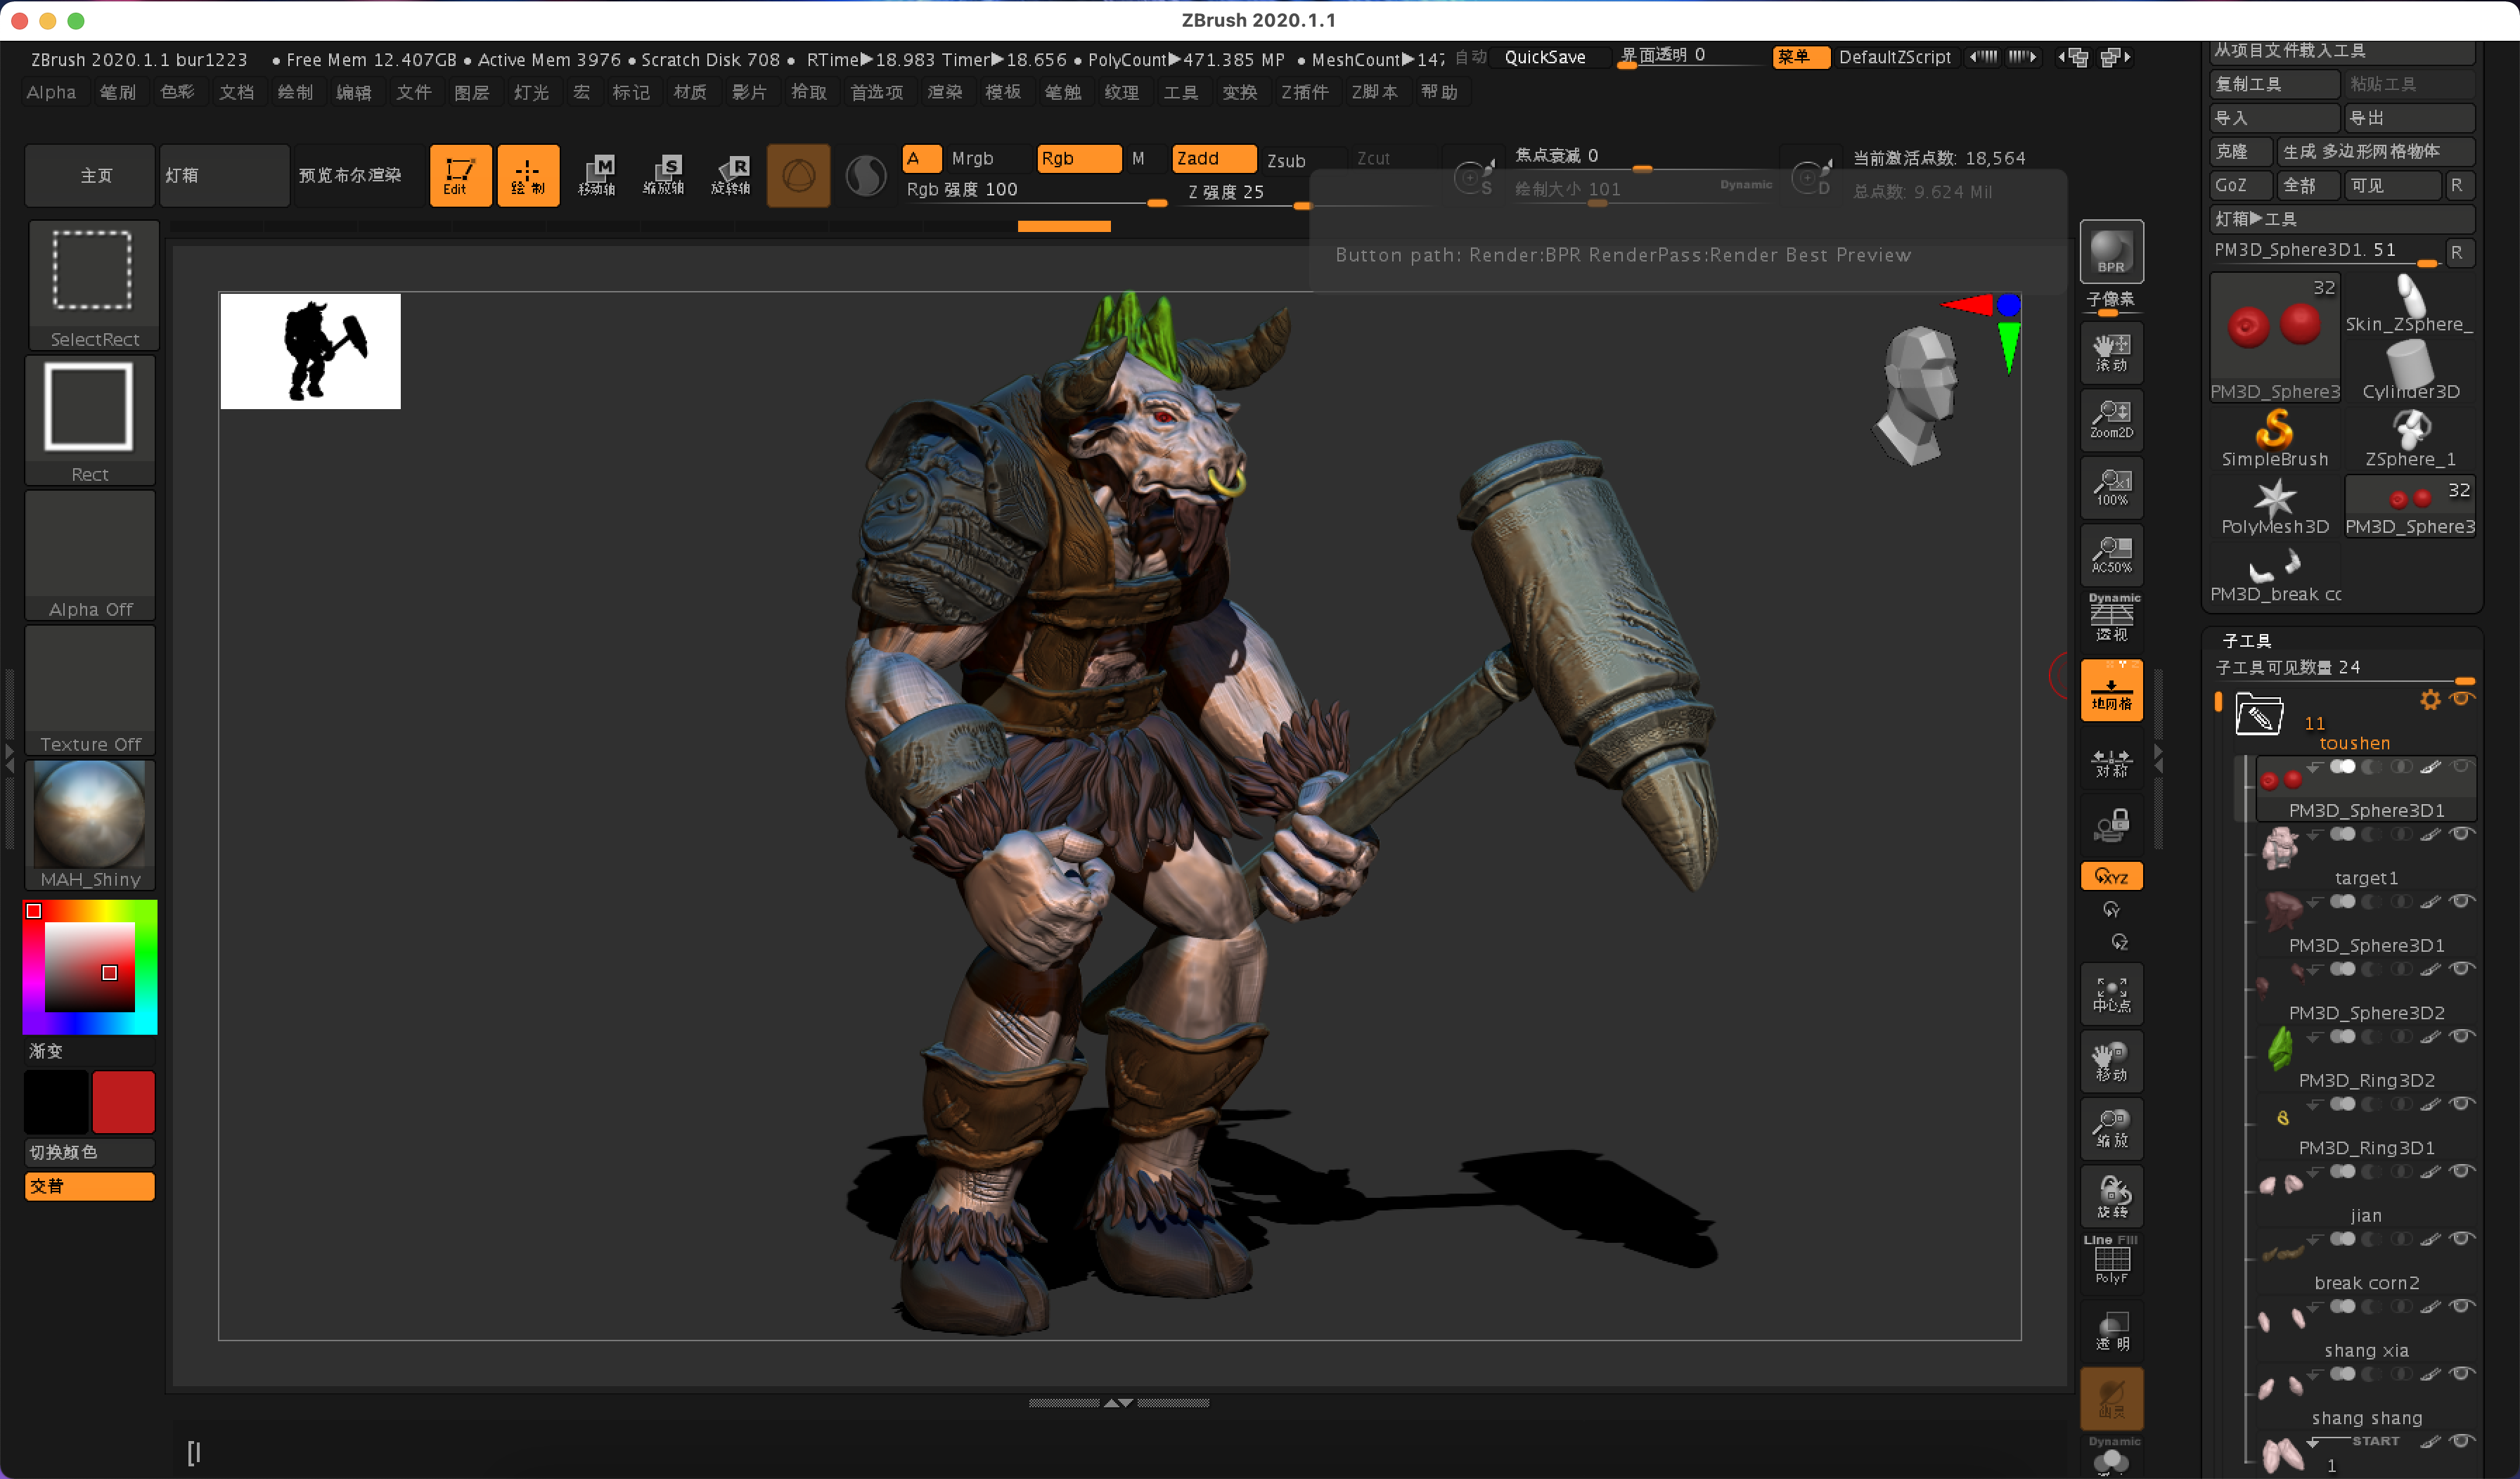 ZBrush 2020.1.1
ZBrush 2020.1.1 bur1223 • Free Mem 12.407GB • Active Mem 3976 • Scratch Disk 708 • RTime▶18.983 Timer▶18.656 • PolyCount▶471.385 MP • MeshCount▶147 自动 QuickSave 界面透明 0 菜单 DefaultZScript
Alpha 笔刷 色彩 文档 绘制 编辑 文件 图层 灯光 宏 标记 材质 影片 拾取 首选项 渲染 模板 笔触 纹理 工具 变换 Z插件 Z脚本 帮助
主页 灯箱 预览布尔渲染 Edit 绘制 移动轴 缩放轴 旋转轴
M S R
A Mrgb Rgb M Zadd Zsub Zcut
Rgb 强度 100 Z 强度 25
S 焦点衰减 0
绘制大小 101 Dynamic
D 当前激活点数: 18,564
总点数: 9.624 Mil
Button path: Render:BPR RenderPass:Render Best Preview
SelectRect
Rect
Alpha Off
Texture Off
MAH_Shiny
渐变
切换颜色
交替
BPR
子像素
滚动
Zoom2D
x1
100%
AC50%
Dynamic
透视
地网格
对称
XYZ
Y
Z
中心点
移动
缩放
旋转
Line Fill
PolyF
透明
幽灵
Dynamic
从项目文件载入工具
复制工具 粘贴工具
导入 导出
克隆 生成 多边形网格物体
GoZ 全部 可见 R
灯箱▶工具
PM3D_Sphere3D1. 51 R
32
PM3D_Sphere3 Skin_ZSphere_
Cylinder3D
SimpleBrush ZSphere_1
32
PolyMesh3D PM3D_Sphere3
PM3D_break cc
子工具
子工具可见数量 24
11
toushen
PM3D_Sphere3D1
target1
PM3D_Sphere3D1
PM3D_Sphere3D2
PM3D_Ring3D2
PM3D_Ring3D1
jian
break corn2
shang xia
shang shang
START
1